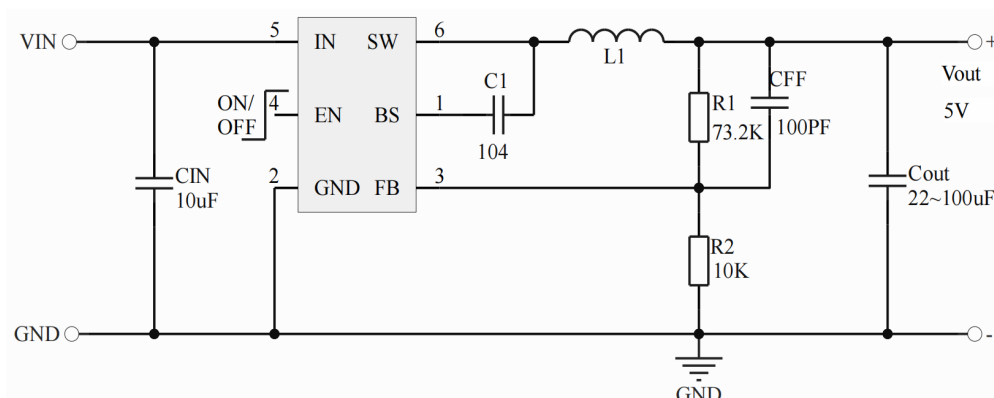 VIN
5
IN
SW
6
L1
+
Vout
5V
ON/
OFF
4
EN
BS
1
C1
104
R1
73.2K
CFF
100PF
CIN
10uF
2
GND
FB
3
Cout
22~100uF
R2
10K
GND
-
GND